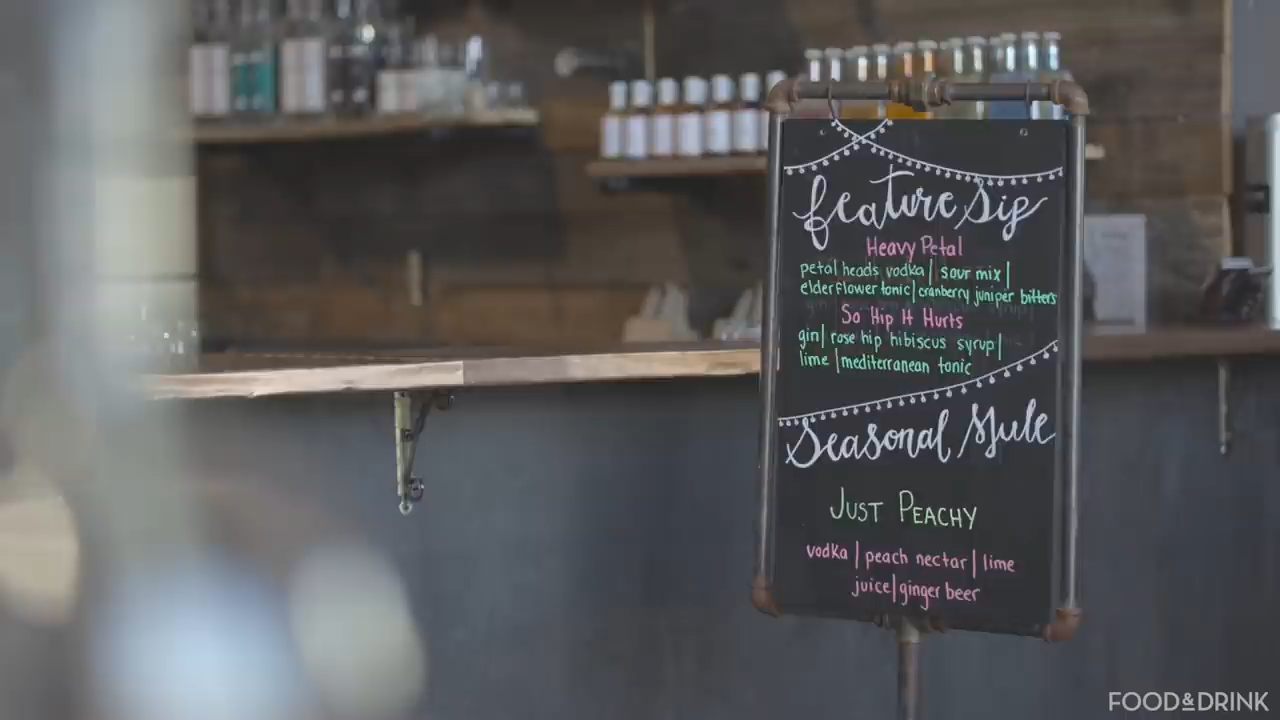 feature Sip
Heavy Petal
petal heads vodka | sour mix |
elderflower tonic | cranberry juniper bitters
So Hip It Hurts
gin | rose hip hibiscus syrup |
lime | mediterranean tonic
Seasonal Mule
JUST PEACHY
vodka | peach nectar | lime
juice | ginger beer
FOOD & DRINK